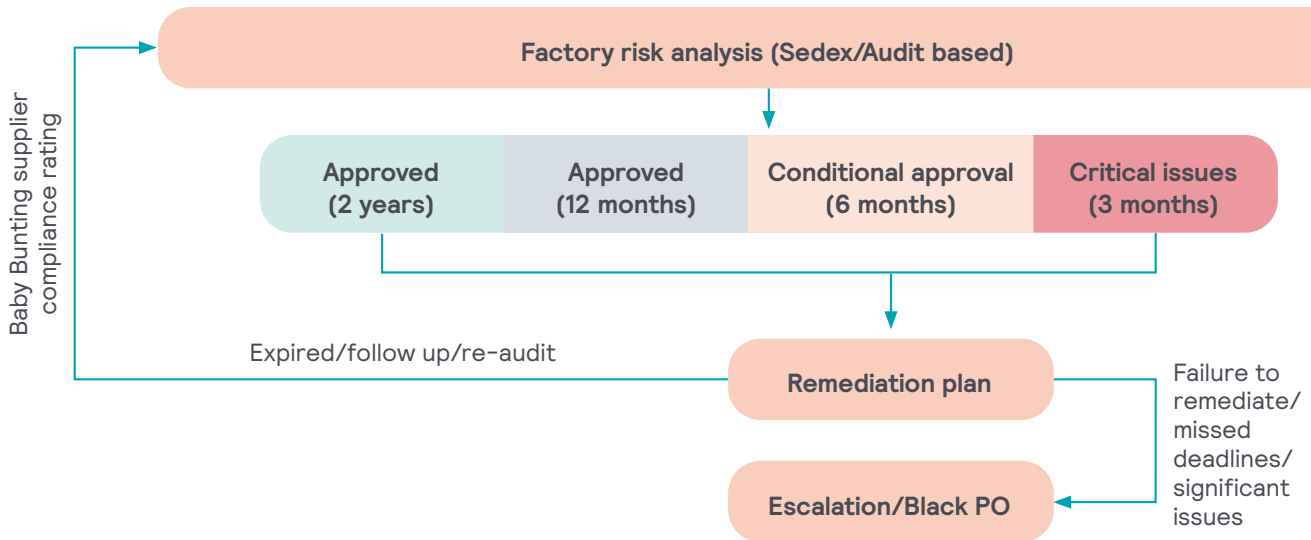 Factory risk analysis (Sedex/Audit based)
Baby Bunting supplier
compliance rating
Approved
(2 years)
Approved
(12 months)
Conditional approval
(6 months)
Critical issues
(3 months)
Expired/follow up/re-audit
Remediation plan
Failure to
remediate/
missed
deadlines/
significant
issues
Escalation/Black PO